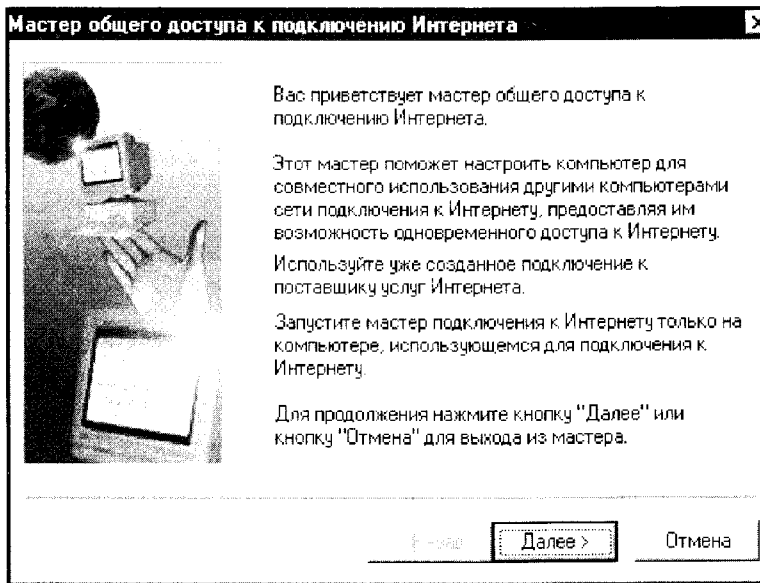 Мастер общего доступа к подключению Интернета
Вас приветствует мастер общего доступа к
подключению Интернета.
Этот мастер поможет настроить компьютер для
совместного использования другими компьютерами
сети подключения к Интернету, предоставляя им
возможность одновременного доступа к Интернету.
Используйте уже созданное подключение к
поставщику услуг Интернета.
Запустите мастер подключения к Интернету только на
компьютере, использующемся для подключения к
Интернету.
Для продолжения нажмите кнопку "Далее" или
кнопку "Отмена" для выхода из мастера.
Далее >
Отмена